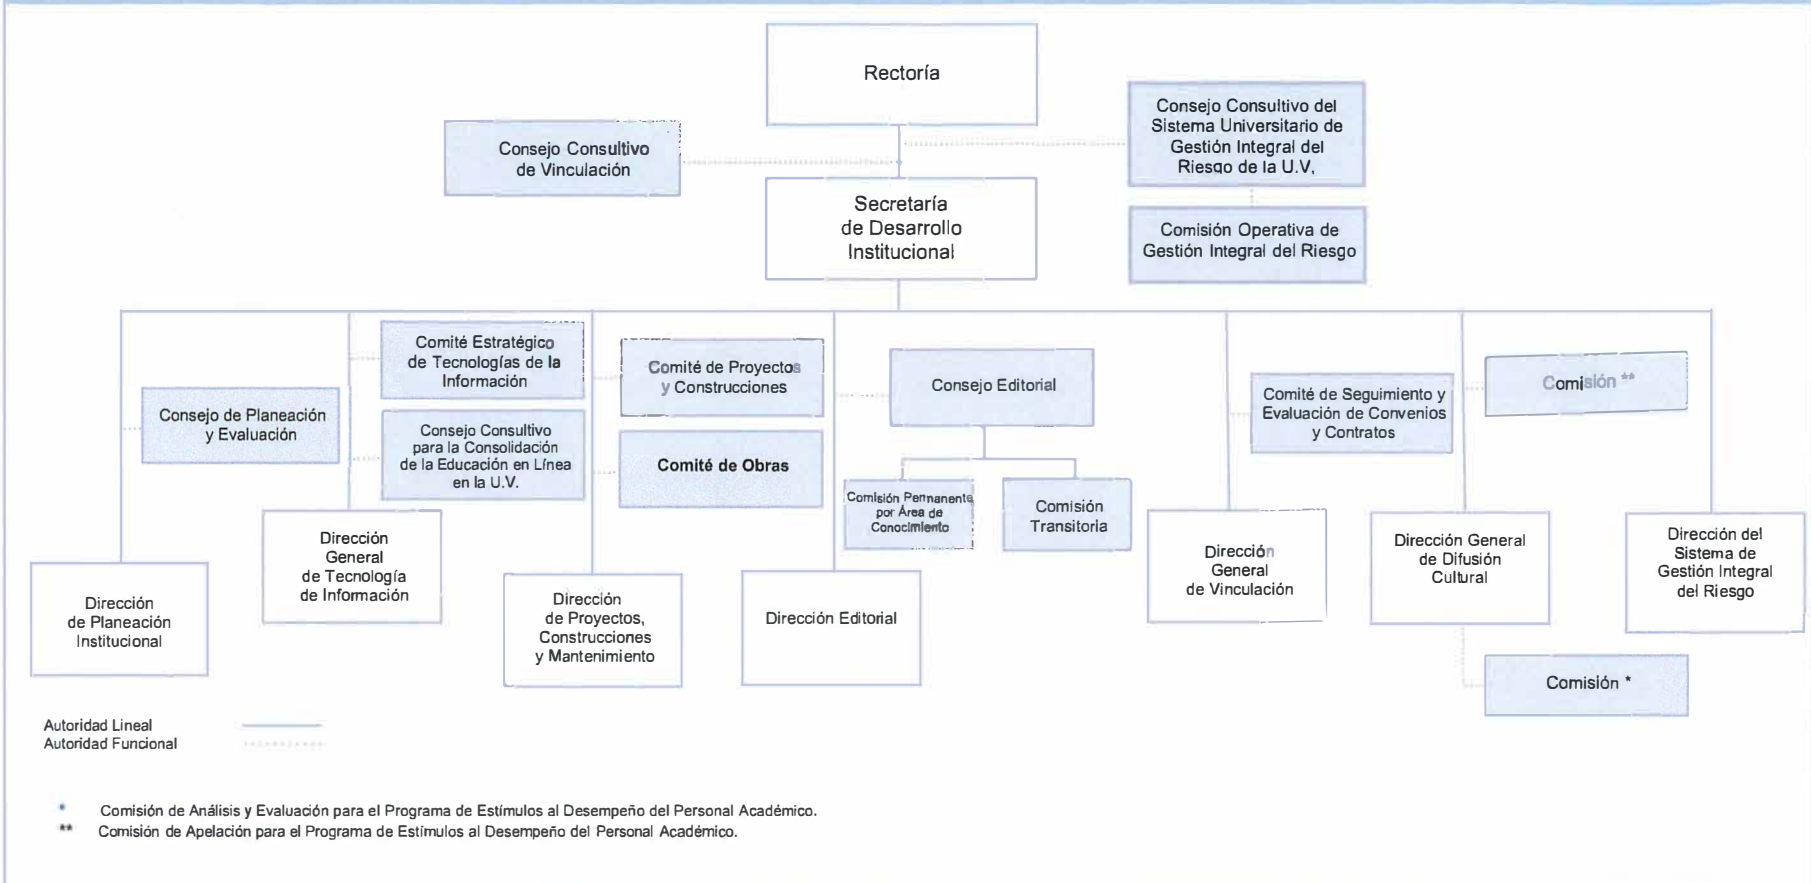 Rectoría
Consejo Consultivo del
Sistema Universitario de
Gestión Integral del
Riesgo de la U.V,
Consejo Consultivo
de Vinculación
Secretaría
de Desarrollo
Institucional
Comisión Operativa de
Gestión Integral del Riesgo
Comité Estratégico
de Tecnologías de la
Información
Comité de Proyectos
y Construcciones
Consejo Editorial
Comisión **
Comité de Seguimiento y
Evaluación de Convenios
y Contratos
Consejo de Planeación
y Evaluación
Consejo Consultivo
para la Consolidación
de la Educación en Línea
en la U.V.
Comité de Obras
Comisión Permanente
por Área de
Conocimiento
Comisión
Transitoria
Dirección
de Planeación
Institucional
Dirección
General
de Tecnología
de Información
Dirección
de Proyectos,
Construcciones
y Mantenimiento
Dirección Editorial
Dirección
General
de Vinculación
Dirección General
de Difusión
Cultural
Dirección del
Sistema de
Gestión Integral
del Riesgo
Comisión *
Autoridad Lineal
Autoridad Funcional
* Comisión de Análisis y Evaluación para el Programa de Estímulos al Desempeño del Personal Académico.
** Comisión de Apelación para el Programa de Estímulos al Desempeño del Personal Académico.